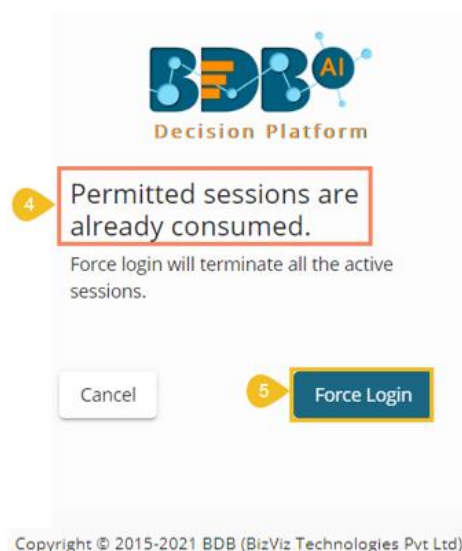 BDB AI
Decision Platform
4
Permitted sessions are
already consumed.
Force login will terminate all the active
sessions.
Cancel
5
Force Login
Copyright © 2015-2021 BDB (BizViz Technologies Pvt Ltd)